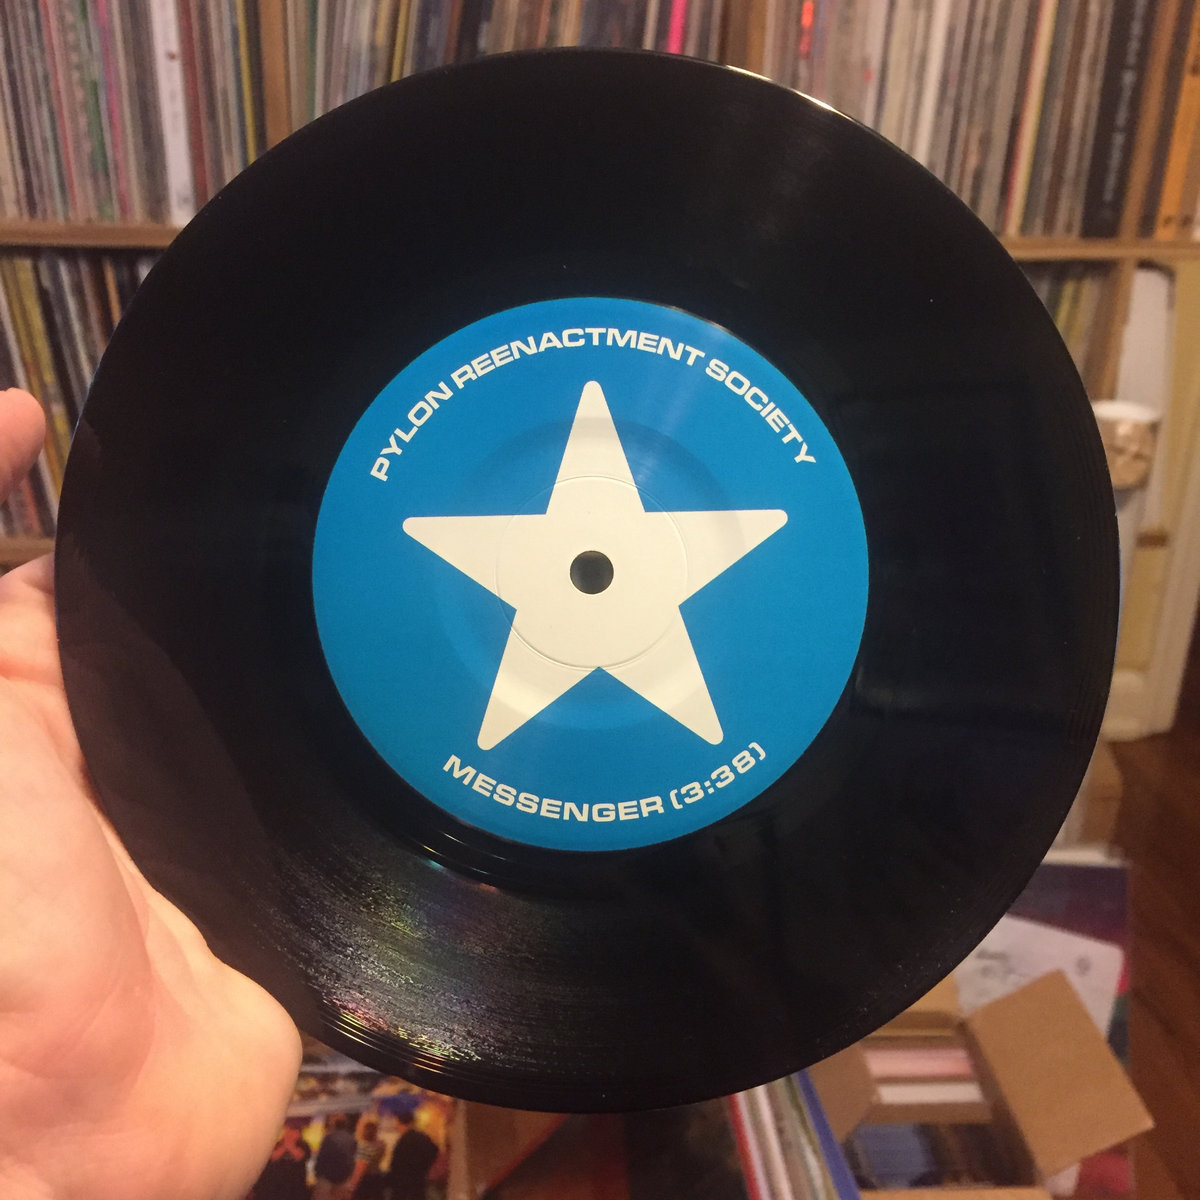 PYLON REENACTMENT SOCIETY
MESSENGER (3:38)